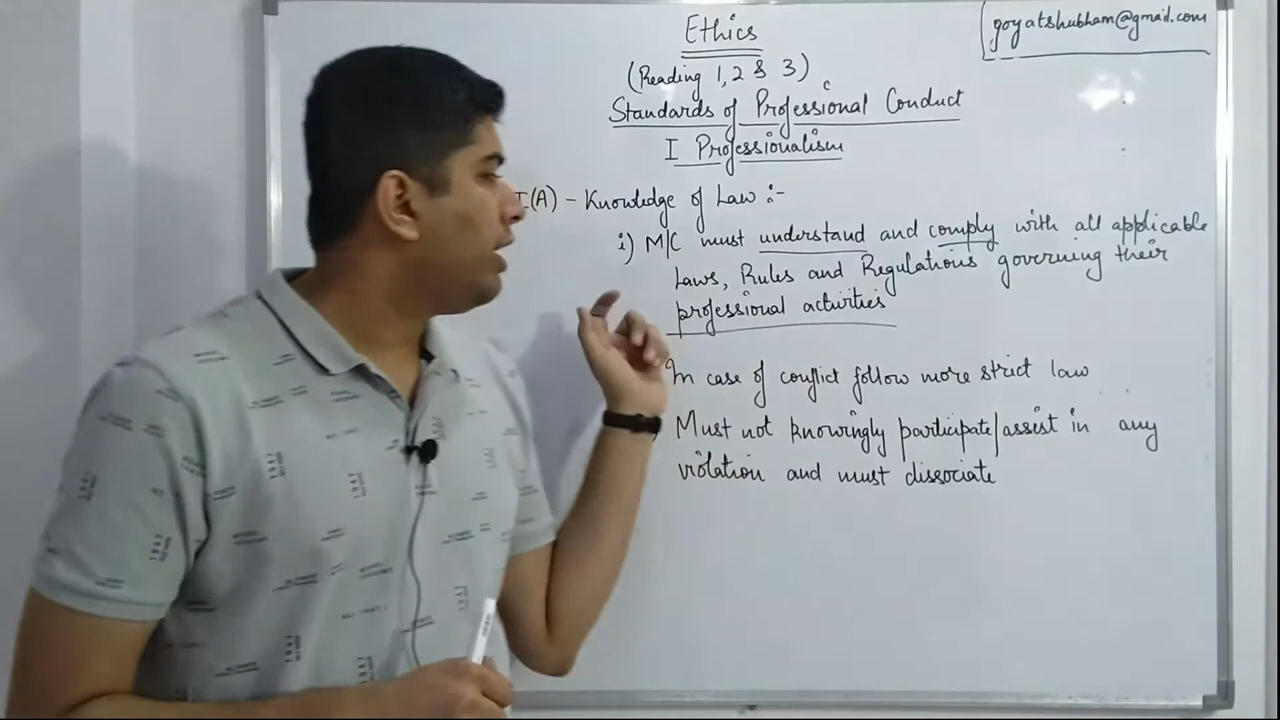 Ethics
goyatshubham@gmail.com
(Reading 1, 2 & 3)
Standards of Professional Conduct
I Professionalism
I(A) - Knowledge of Law :-
i) M/C must understand and comply with all applicable
Laws, Rules and Regulations governing their
professional activities
In case of conflict follow more strict law
Must not knowingly participate/assist in any
violation and must dissociate